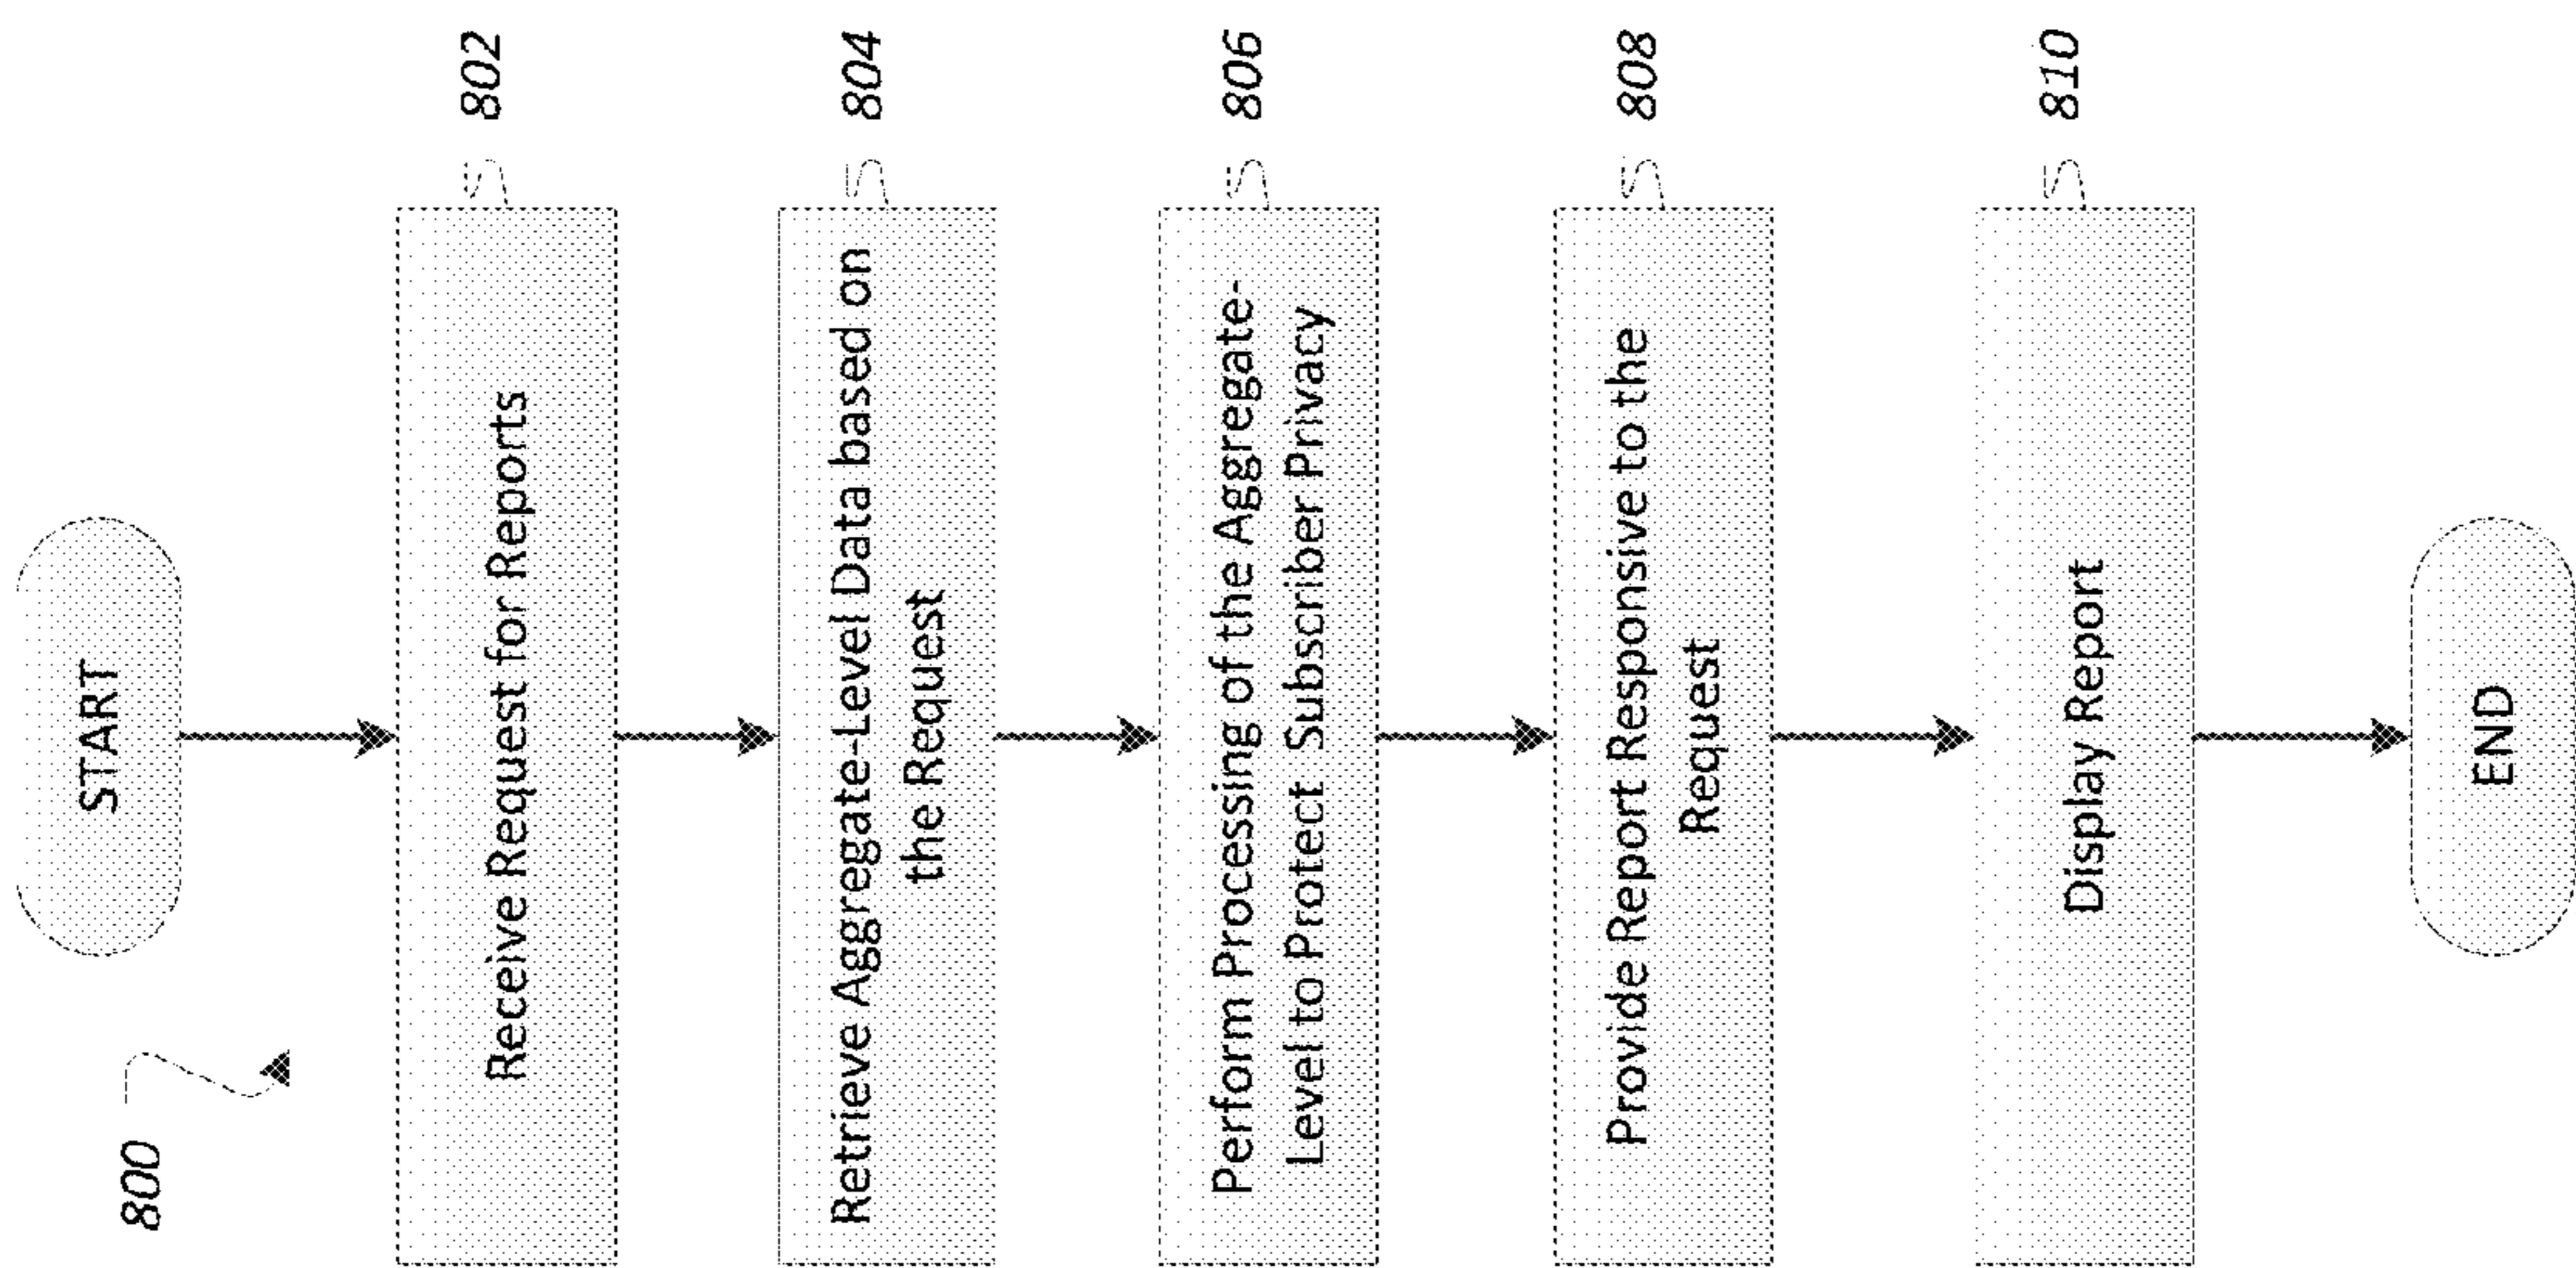 800
START
Receive Request for Reports
802
Retrieve Aggregate-Level Data based on
the Request
804
Perform Processing of the Aggregate-
Level to Protect Subscriber Privacy
806
Provide Report Responsive to the
Request
808
Display Report
810
END